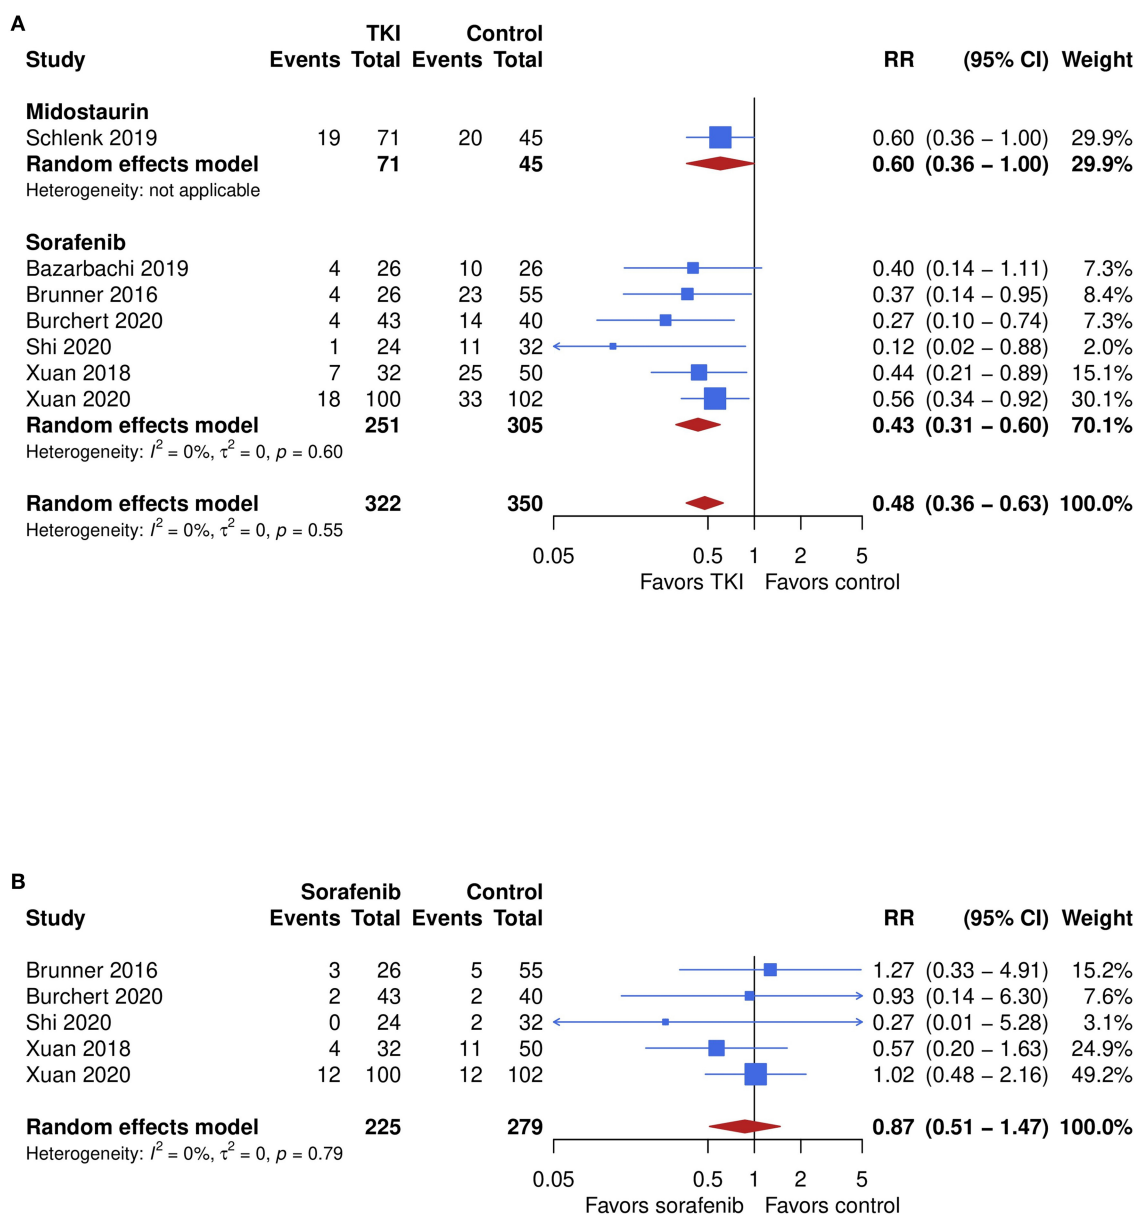 A
TKI Control
Study Events Total Events Total RR (95% CI) Weight
Midostaurin
Schlenk 2019 19 71 20 45 0.60 (0.36 − 1.00) 29.9%
Random effects model 71 45 0.60 (0.36 − 1.00) 29.9%
Heterogeneity: not applicable
Sorafenib
Bazarbachi 2019 4 26 10 26 0.40 (0.14 − 1.11) 7.3%
Brunner 2016 4 26 23 55 0.37 (0.14 − 0.95) 8.4%
Burchert 2020 4 43 14 40 0.27 (0.10 − 0.74) 7.3%
Shi 2020 1 24 11 32 0.12 (0.02 − 0.88) 2.0%
Xuan 2018 7 32 25 50 0.44 (0.21 − 0.89) 15.1%
Xuan 2020 18 100 33 102 0.56 (0.34 − 0.92) 30.1%
Random effects model 251 305 0.43 (0.31 − 0.60) 70.1%
Heterogeneity: I² = 0%, τ² = 0, p = 0.60
Random effects model 322 350 0.48 (0.36 − 0.63) 100.0%
Heterogeneity: I² = 0%, τ² = 0, p = 0.55
0.05 0.5 1 2 5
Favors TKI Favors control
B
Sorafenib Control
Study Events Total Events Total RR (95% CI) Weight
Brunner 2016 3 26 5 55 1.27 (0.33 − 4.91) 15.2%
Burchert 2020 2 43 2 40 0.93 (0.14 − 6.30) 7.6%
Shi 2020 0 24 2 32 0.27 (0.01 − 5.28) 3.1%
Xuan 2018 4 32 11 50 0.57 (0.20 − 1.63) 24.9%
Xuan 2020 12 100 12 102 1.02 (0.48 − 2.16) 49.2%
Random effects model 225 279 0.87 (0.51 − 1.47) 100.0%
Heterogeneity: I² = 0%, τ² = 0, p = 0.79
0.05 0.5 1 2 5
Favors sorafenib Favors control